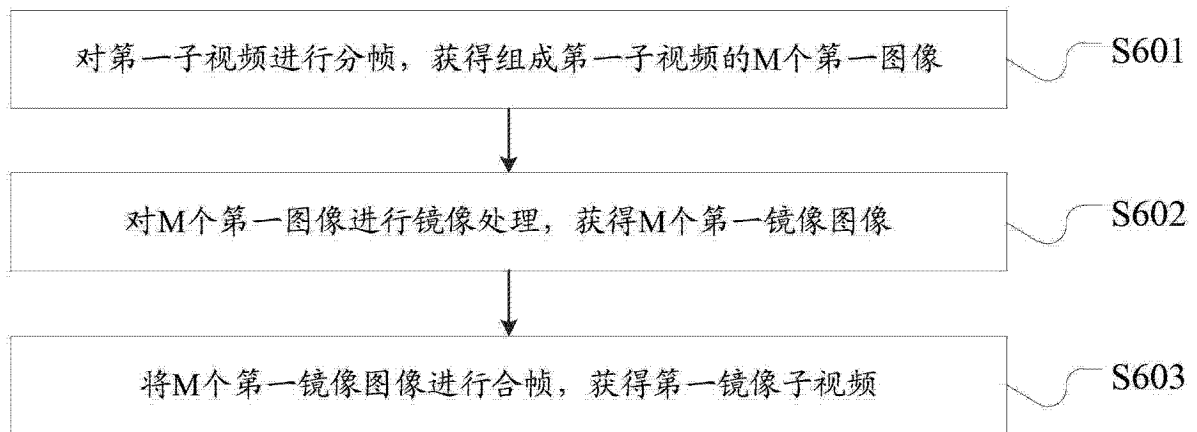 对第一子视频进行分帧，获得组成第一子视频的M个第一图像
S601
对M个第一图像进行镜像处理，获得M个第一镜像图像
S602
将M个第一镜像图像进行合帧，获得第一镜像子视频
S603